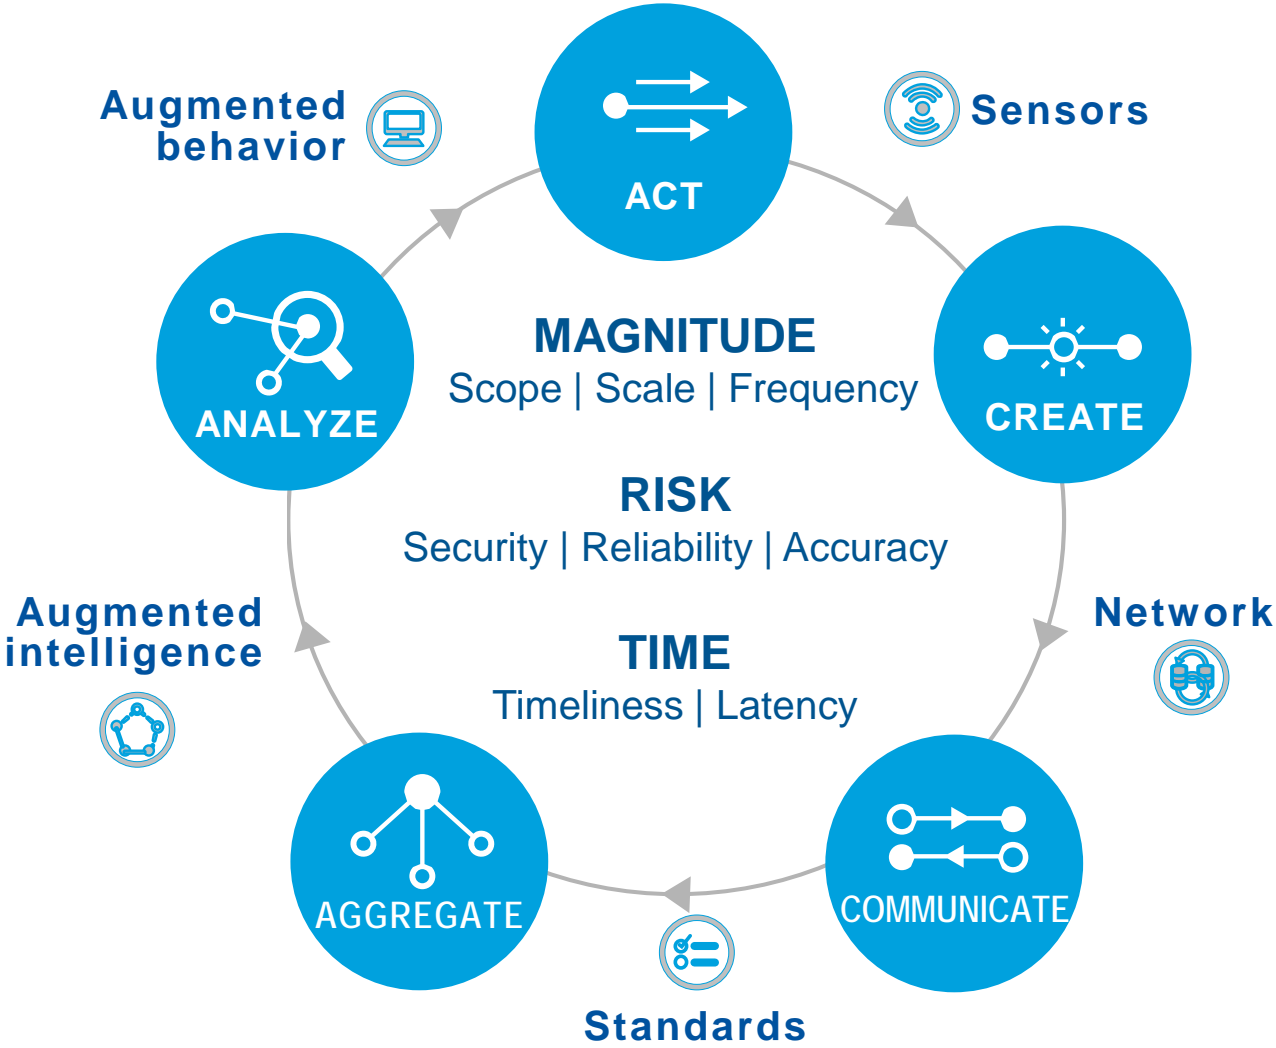 Augmented
behavior
Sensors
ACT
ANALYZE
CREATE
MAGNITUDE
Scope | Scale | Frequency
RISK
Security | Reliability | Accuracy
Augmented
intelligence
Network
TIME
Timeliness | Latency
AGGREGATE
COMMUNICATE
Standards